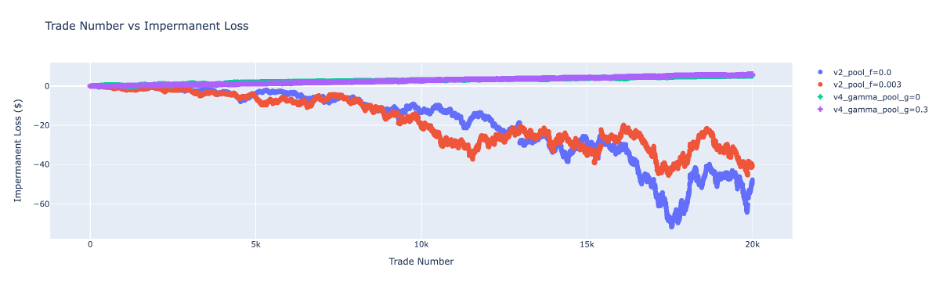 Trade Number vs Impermanent Loss
v2_pool_f=0.0
v2_pool_f=0.003
v4_gamma_pool_g=0
v4_gamma_pool_g=0.3
Impermanent Loss ($)
0
−20
−40
−60
0
5k
10k
15k
20k
Trade Number